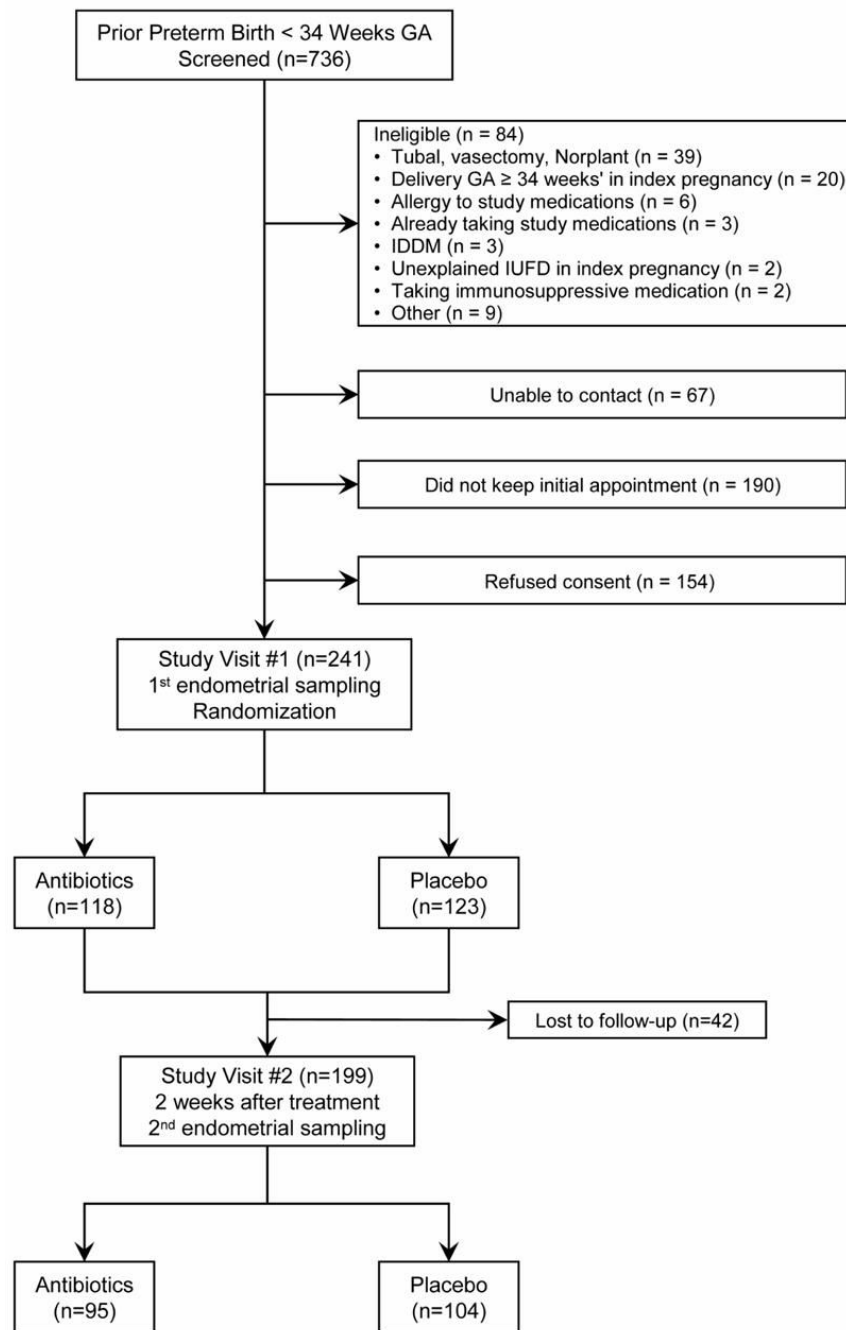 Prior Preterm Birth < 34 Weeks GA
Screened (n=736)
Ineligible (n = 84)
• Tubal, vasectomy, Norplant (n = 39)
• Delivery GA ≥ 34 weeks' in index pregnancy (n = 20)
• Allergy to study medications (n = 6)
• Already taking study medications (n = 3)
• IDDM (n = 3)
• Unexplained IUFD in index pregnancy (n = 2)
• Taking immunosuppressive medication (n = 2)
• Other (n = 9)
Unable to contact (n = 67)
Did not keep initial appointment (n = 190)
Refused consent (n = 154)
Study Visit #1 (n=241)
1st endometrial sampling
Randomization
Antibiotics
(n=118)
Placebo
(n=123)
Lost to follow-up (n=42)
Study Visit #2 (n=199)
2 weeks after treatment
2nd endometrial sampling
Antibiotics
(n=95)
Placebo
(n=104)